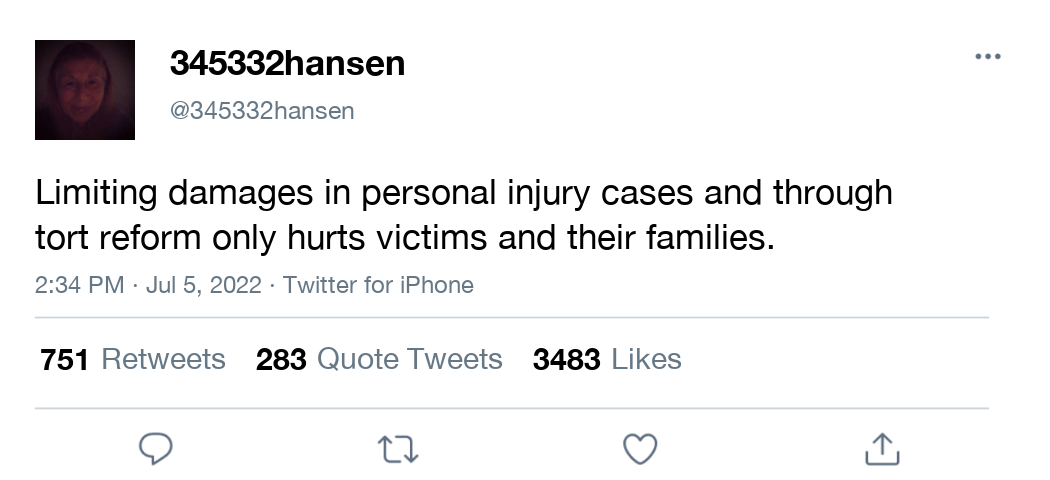 345332hansen
@345332hansen
Limiting damages in personal injury cases and through
tort reform only hurts victims and their families.
2:34 PM · Jul 5, 2022 · Twitter for iPhone
751 Retweets 283 Quote Tweets 3483 Likes